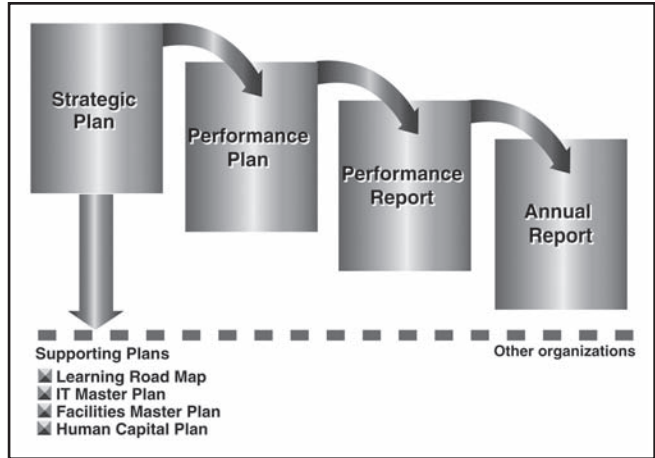 Strategic
Plan
Performance
Plan
Performance
Report
Annual
Report
Supporting Plans
Other organizations
Learning Road Map
IT Master Plan
Facilities Master Plan
Human Capital Plan